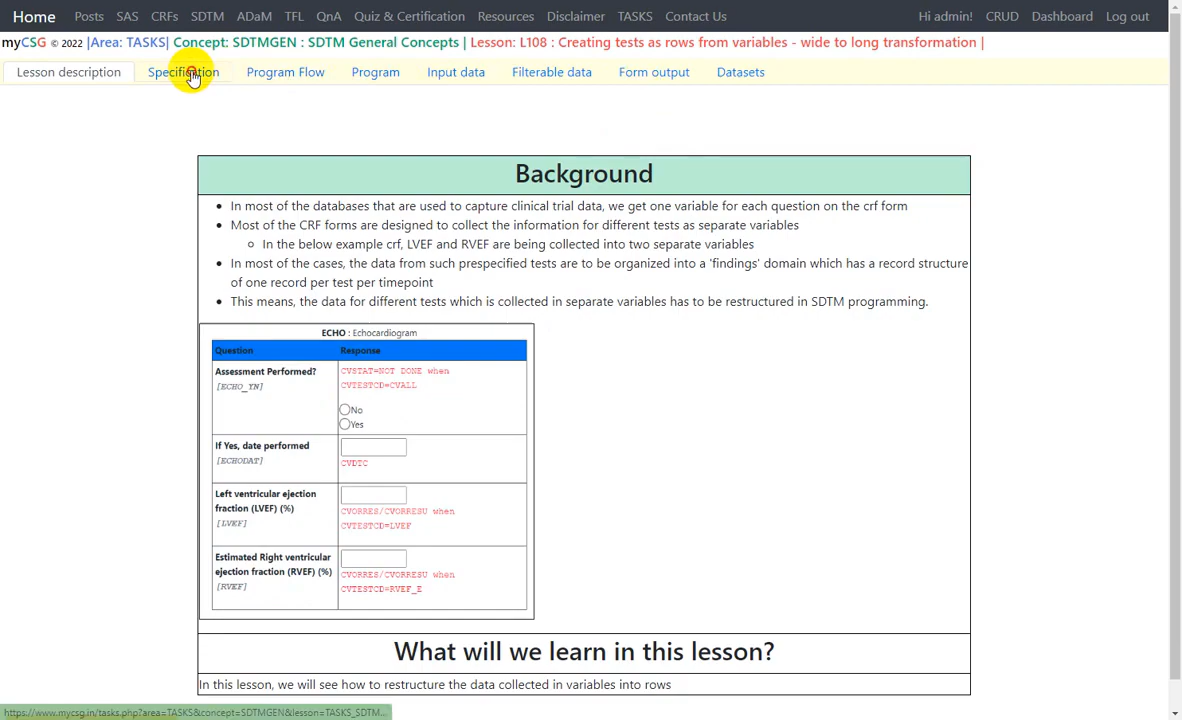 Home Posts SAS CRFs SDTM ADaM TFL QnA Quiz & Certification Resources Disclaimer TASKS Contact Us Hi admin! CRUD Dashboard Log out
myCSG © 2022 |Area: TASKS| Concept: SDTMGEN : SDTM General Concepts | Lesson: L108 : Creating tests as rows from variables - wide to long transformation |
Lesson description Specification Program Flow Program Input data Filterable data Form output Datasets
Background
• In most of the databases that are used to capture clinical trial data, we get one variable for each question on the crf form
• Most of the CRF forms are designed to collect the information for different tests as separate variables
In the below example crf, LVEF and RVEF are being collected into two separate variables
• In most of the cases, the data from such prespecified tests are to be organized into a 'findings' domain which has a record structure
of one record per test per timepoint
• This means, the data for different tests which is collected in separate variables has to be restructured in SDTM programming.
ECHO : Echocardiogram
Question Response
Assessment Performed? CVSTAT=NOT DONE when
[ECHO_YN] CVTESTCD=CVALL
No
Yes
If Yes, date performed
[ECHODAT] CVDTC
Left ventricular ejection
fraction (LVEF) (%) CVORRES/CVORRESU when
[LVEF] CVTESTCD=LVEF
Estimated Right ventricular
ejection fraction (RVEF) (%) CVORRES/CVORRESU when
[RVEF] CVTESTCD=RVEF_E
What will we learn in this lesson?
In this lesson, we will see how to restructure the data collected in variables into rows
https://www.mycsg.in/tasks.php?area=TASKS&concept=SDTMGEN&lesson=TASKS_SDTM...